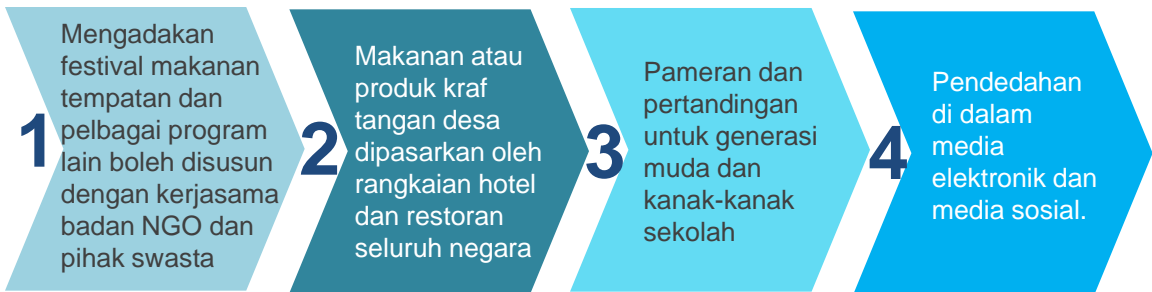 1
Mengadakan
festival makanan
tempatan dan
pelbagai program
lain boleh disusun
dengan kerjasama
badan NGO dan
pihak swasta
2
Makanan atau
produk kraf
tangan desa
dipasarkan oleh
rangkaian hotel
dan restoran
seluruh negara
3
Pameran dan
pertandingan
untuk generasi
muda dan
kanak-kanak
sekolah
4
Pendedahan
di dalam
media
elektronik dan
media sosial.